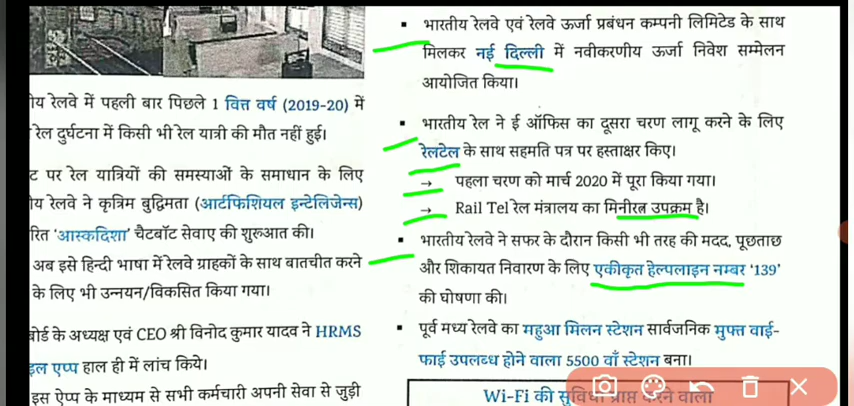 ीय रेलवे में पहली बार पिछले 1 वित्त वर्ष (2019-20) में
रेल दुर्घटना में किसी भी रेल यात्री की मौत नहीं हुई।
ट पर रेल यात्रियों की समस्याओं के समाधान के लिए
ीय रेलवे ने कृत्रिम बुद्धिमता (आर्टफिशियल इन्टेलिजेन्स)
रित 'आस्कदिशा' चैटबॉट सेवाए की शुरूआत की।
अब इसे हिन्दी भाषा में रेलवे ग्राहकों के साथ बातचीत करने
के लिए भी उन्नयन/विकसित किया गया।
बोर्ड के अध्यक्ष एवं CEO श्री विनोद कुमार यादव ने HRMS
इल एप्प हाल ही में लांच किये।
इस ऐप्प के माध्यम से सभी कर्मचारी अपनी सेवा से जुड़ी
▪ भारतीय रेलवे एवं रेलवे ऊर्जा प्रबंधन कम्पनी लिमिटेड के साथ
मिलकर नई दिल्ली में नवीकरणीय ऊर्जा निवेश सम्मेलन
आयोजित किया।
▪ भारतीय रेल ने ई ऑफिस का दूसरा चरण लागू करने के लिए
रेलटेल के साथ सहमति पत्र पर हस्ताक्षर किए।
→ पहला चरण को मार्च 2020 में पूरा किया गया।
→ Rail Tel रेल मंत्रालय का मिनीरत्न उपक्रम है।
▪ भारतीय रेलवे ने सफर के दौरान किसी भी तरह की मदद, पूछताछ
और शिकायत निवारण के लिए एकीकृत हेल्पलाइन नम्बर '139'
की घोषणा की।
▪ पूर्व मध्य रेलवे का महुआ मिलन स्टेशन सार्वजनिक मुफ्त वाई-
फाई उपलब्ध होने वाला 5500 वाँ स्टेशन बना।
Wi-Fi की सुविधा प्राप्त करने वाला